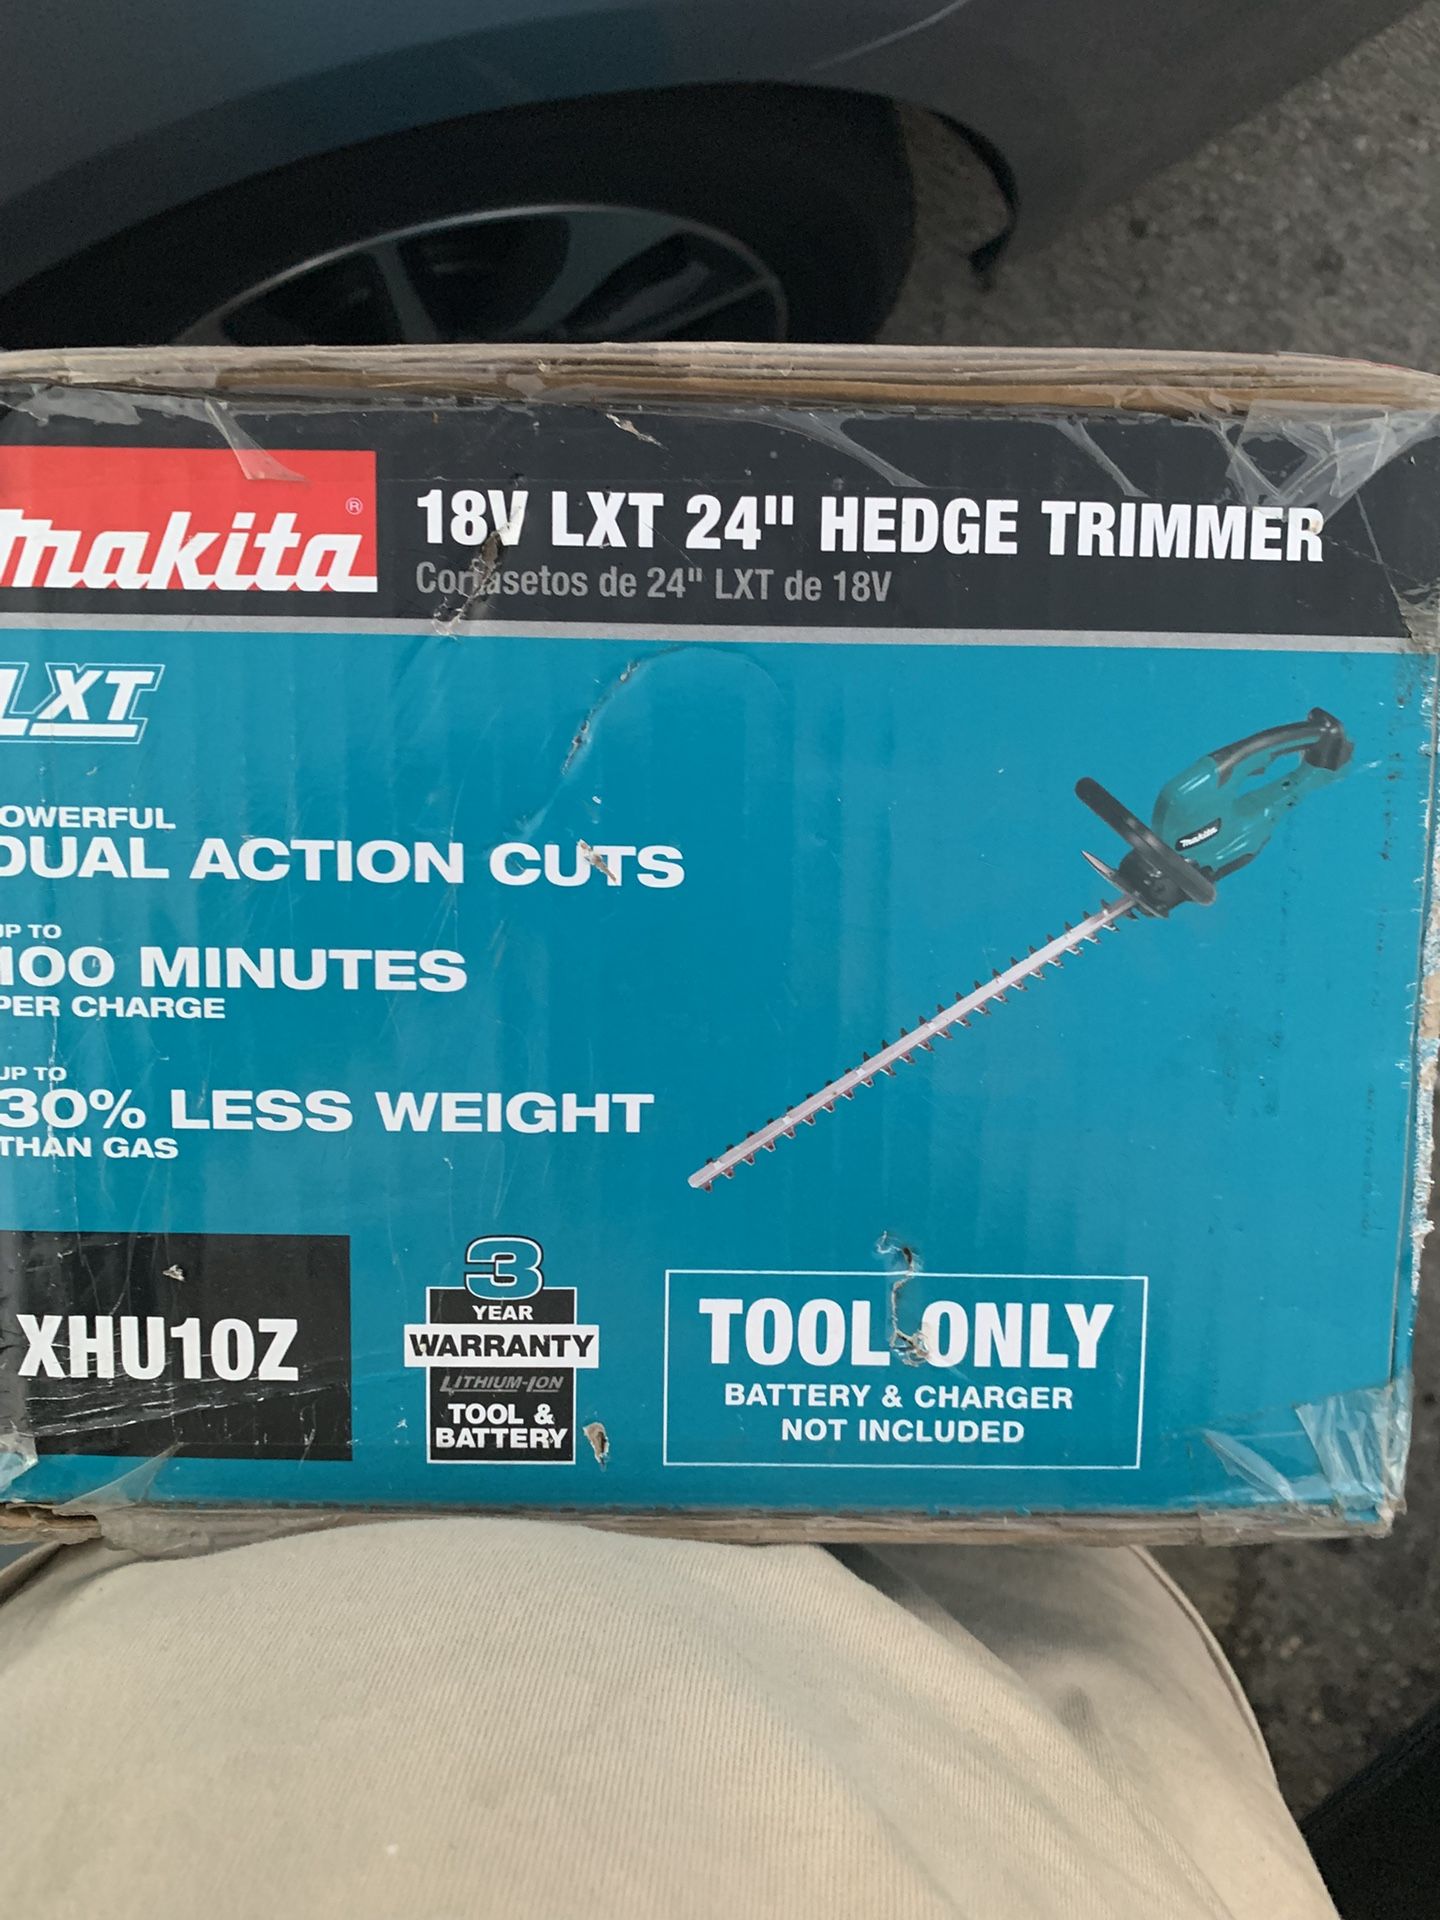 makita®
18V LXT 24" HEDGE TRIMMER
Cortasetos de 24" LXT de 18V
LXT
makita
OWERFUL
DUAL ACTION CUTS
UP TO
100 MINUTES
PER CHARGE
UP TO
30% LESS WEIGHT
THAN GAS
XHU10Z
3
YEAR
WARRANTY
LITHIUM-ION
TOOL &
BATTERY
TOOL ONLY
BATTERY & CHARGER
NOT INCLUDED